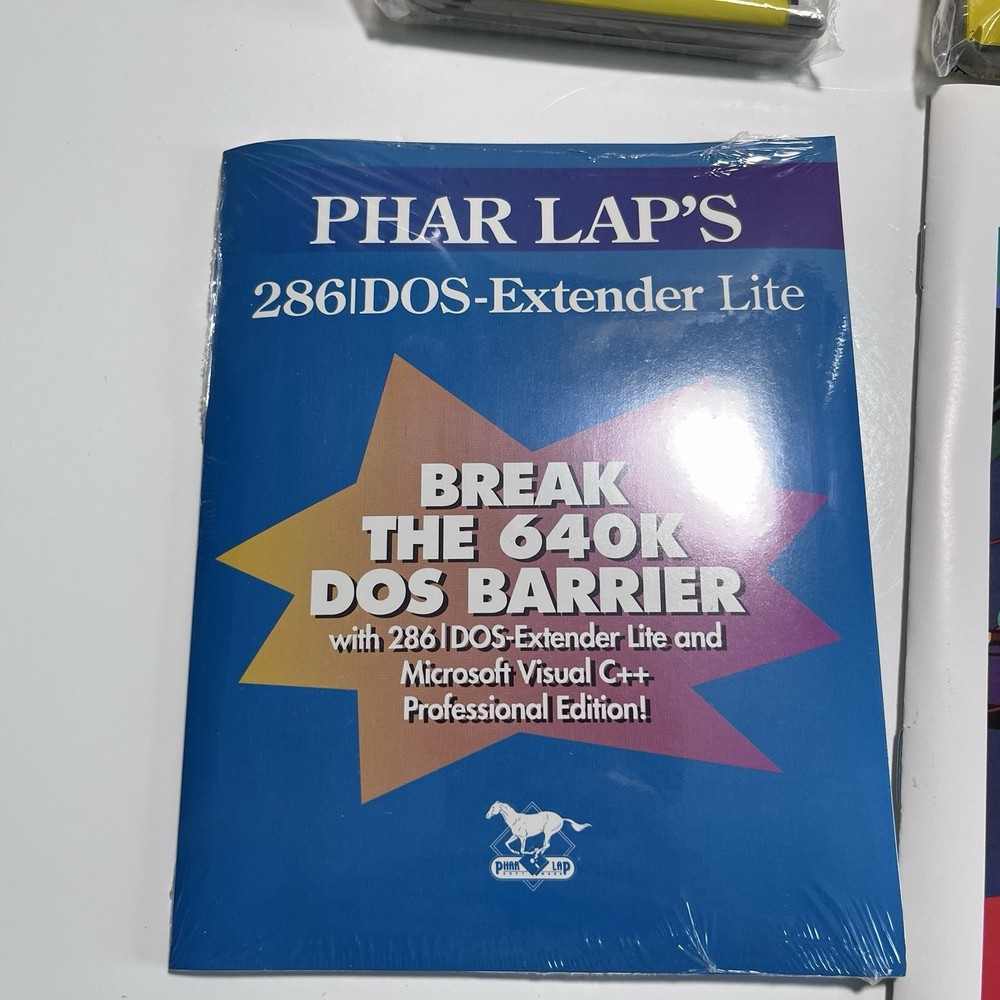 PHAR LAP'S
286|DOS-Extender Lite
BREAK
THE 640K
DOS BARRIER
with 286|DOS-Extender Lite and
Microsoft Visual C++
Professional Edition!
PHAR LAP
SOFTWARE